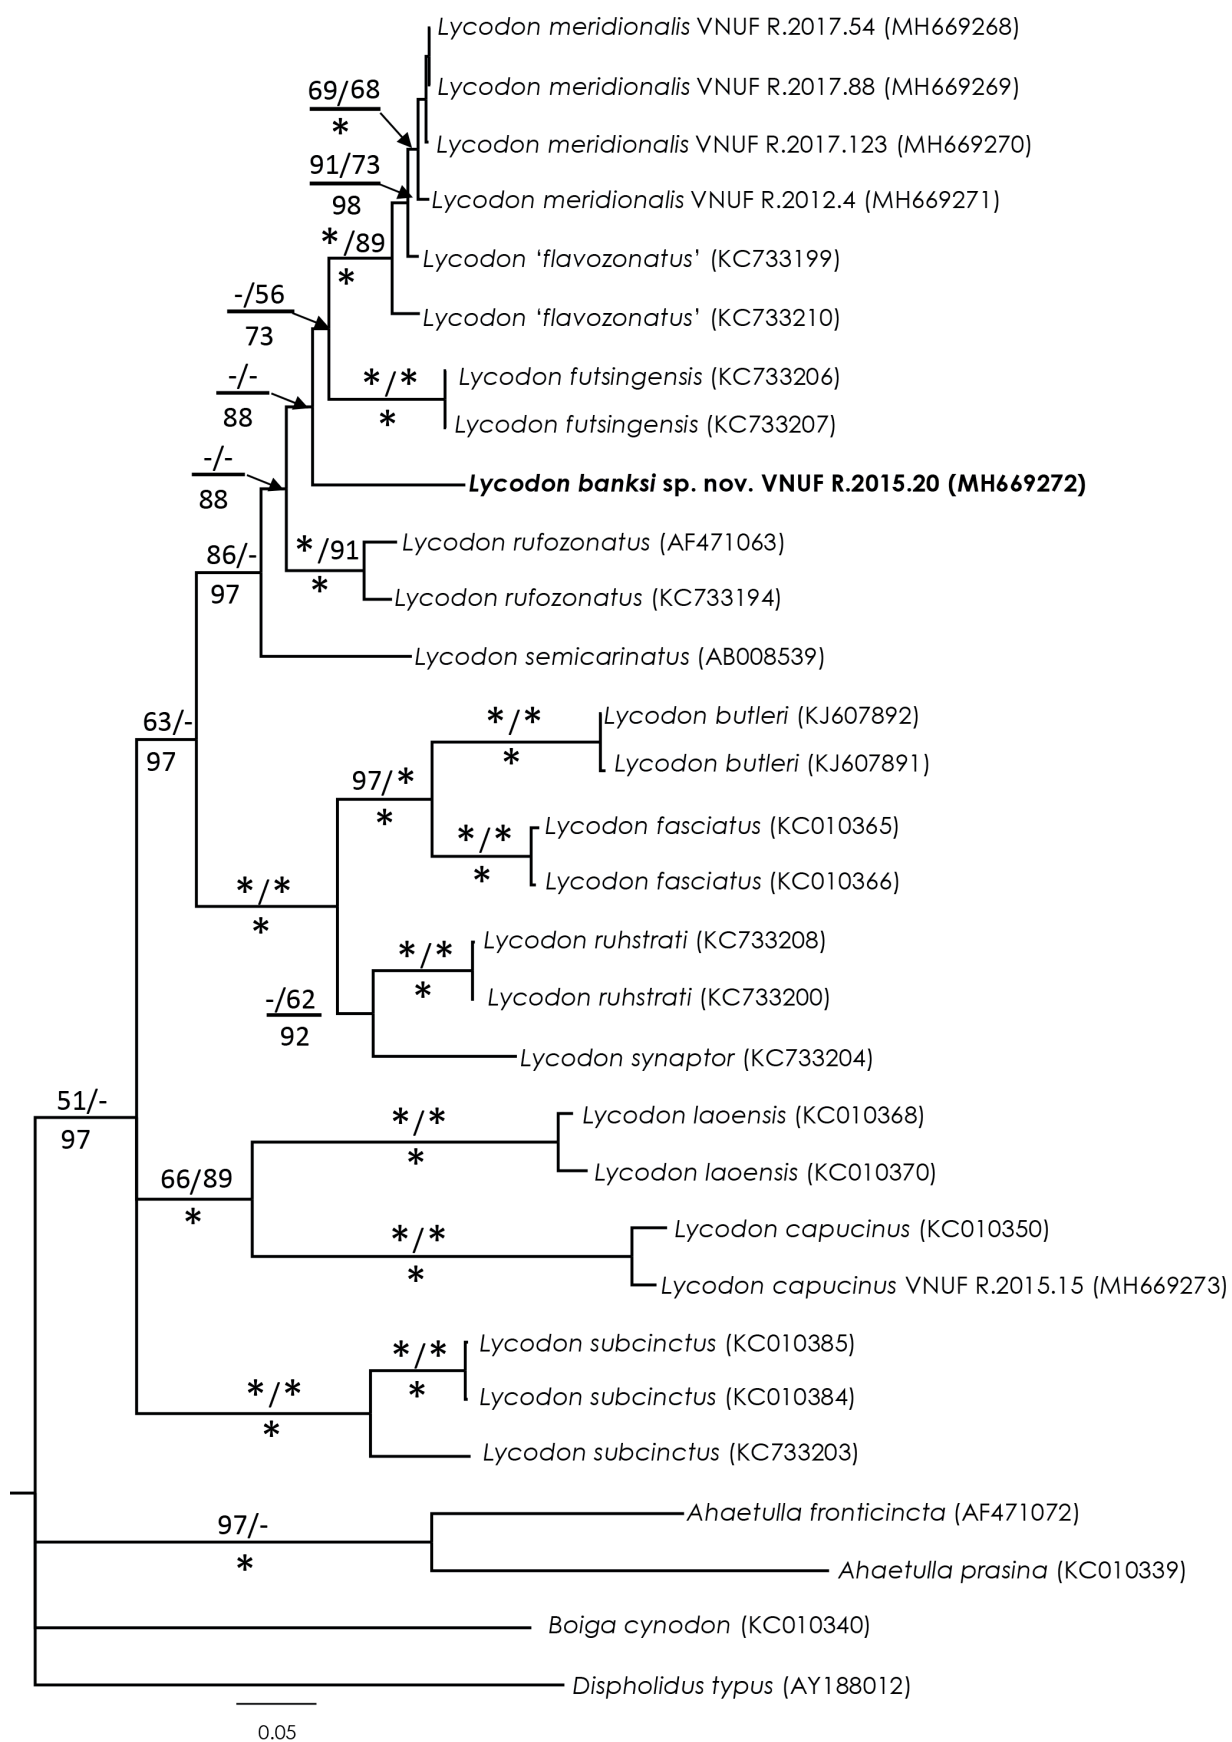 Lycodon meridionalis VNUF R.2017.54 (MH669268)
Lycodon meridionalis VNUF R.2017.88 (MH669269)
69/68
*
Lycodon meridionalis VNUF R.2017.123 (MH669270)
91/73
98
Lycodon meridionalis VNUF R.2012.4 (MH669271)
*/89
*
Lycodon ‘flavozonatus’ (KC733199)
-/56
73
Lycodon ‘flavozonatus’ (KC733210)
-/-
88
*/*
*
Lycodon futsingensis (KC733206)
Lycodon futsingensis (KC733207)
-/-
88
Lycodon banksi sp. nov. VNUF R.2015.20 (MH669272)
86/-
97
*/91
*
Lycodon rufozonatus (AF471063)
Lycodon rufozonatus (KC733194)
Lycodon semicarinatus (AB008539)
63/-
97
*/*
*
Lycodon butleri (KJ607892)
Lycodon butleri (KJ607891)
97/*
*
*/*
*
Lycodon fasciatus (KC010365)
Lycodon fasciatus (KC010366)
*/*
*
*/*
*
Lycodon ruhstrati (KC733208)
Lycodon ruhstrati (KC733200)
-/62
92
Lycodon synaptor (KC733204)
51/-
97
*/*
*
Lycodon laoensis (KC010368)
Lycodon laoensis (KC010370)
66/89
*
*/*
*
Lycodon capucinus (KC010350)
Lycodon capucinus VNUF R.2015.15 (MH669273)
*/*
*
Lycodon subcinctus (KC010385)
Lycodon subcinctus (KC010384)
*/*
*
Lycodon subcinctus (KC733203)
97/-
*
Ahaetulla fronticincta (AF471072)
Ahaetulla prasina (KC010339)
Boiga cynodon (KC010340)
Dispholidus typus (AY188012)
0.05